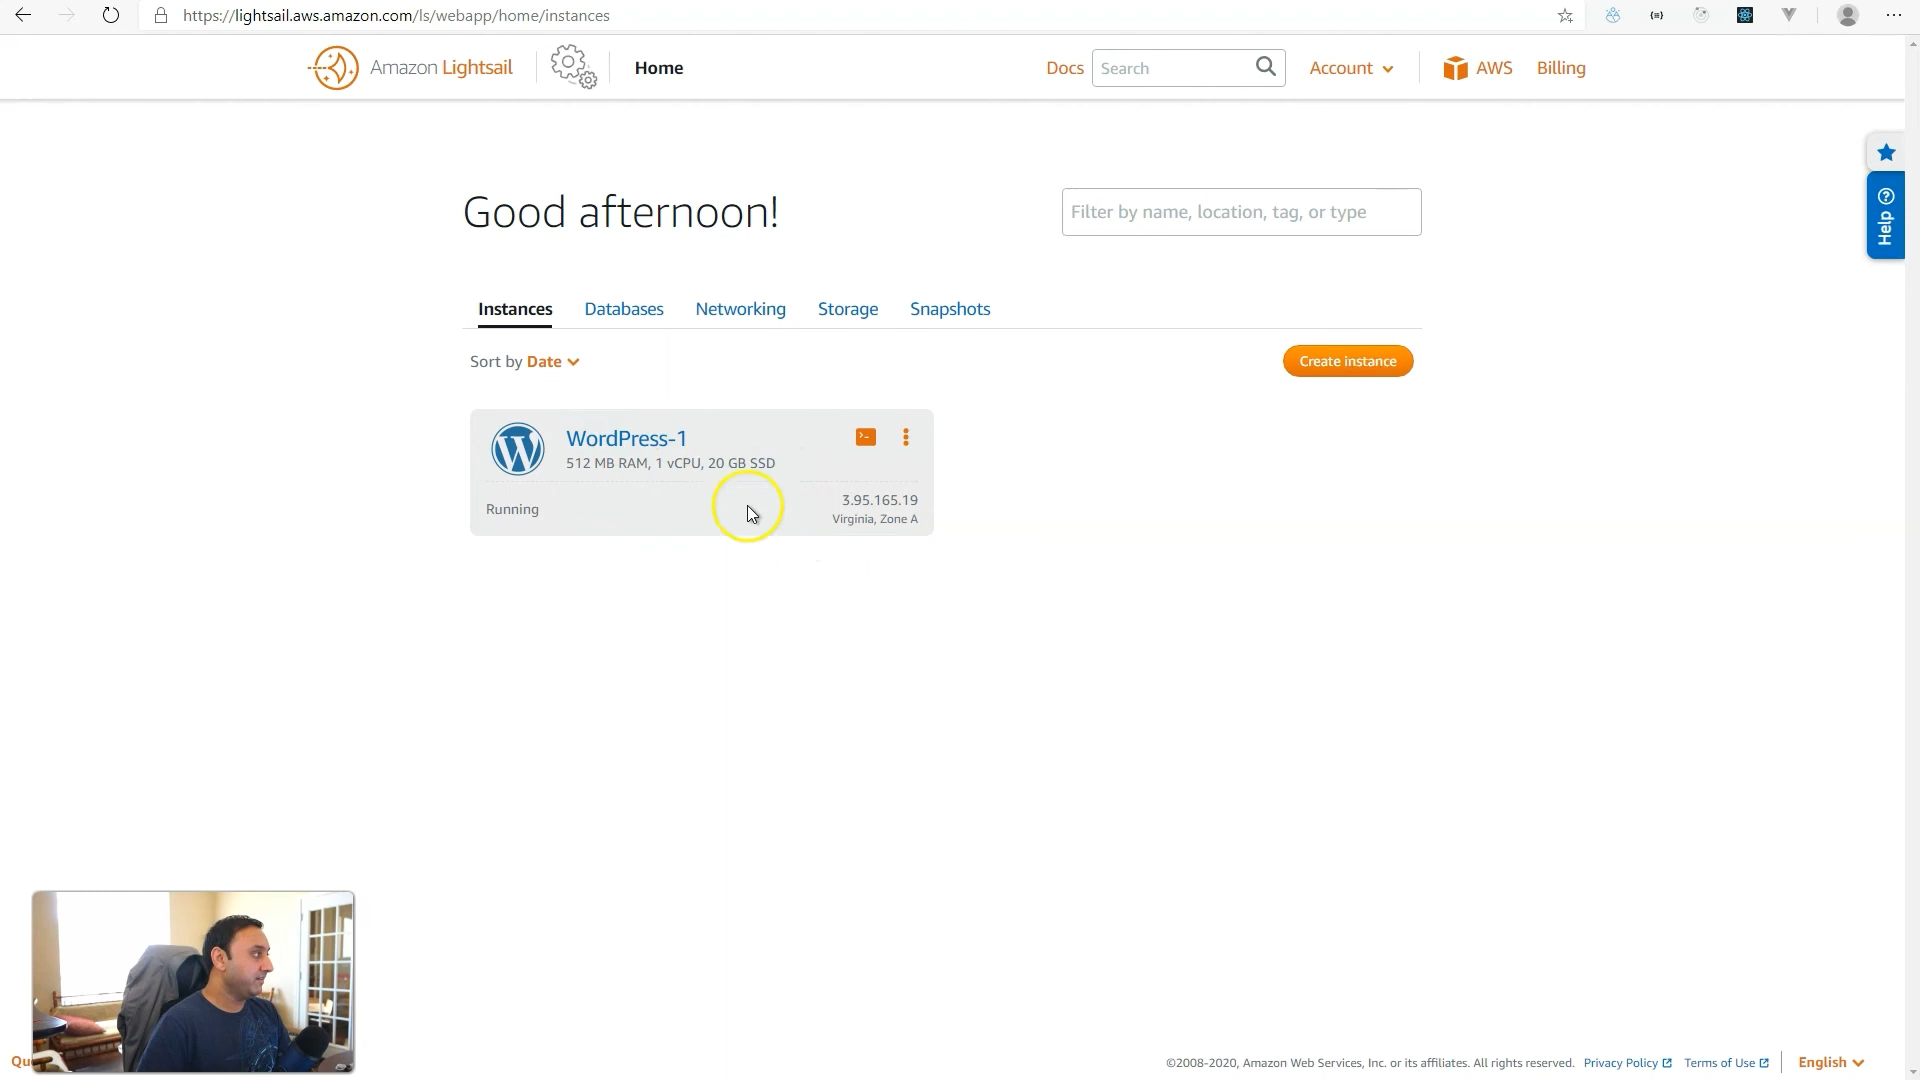 https://lightsail.aws.amazon.com/ls/webapp/home/instances
Amazon Lightsail
Home
Docs
Search
Account
AWS
Billing
Help
Good afternoon!
Filter by name, location, tag, or type
Instances
Databases
Networking
Storage
Snapshots
Sort by Date
Create instance
WordPress-1
512 MB RAM, 1 vCPU, 20 GB SSD
Running
3.95.165.19
Virginia, Zone A
©2008-2020, Amazon Web Services, Inc. or its affiliates. All rights reserved.
Privacy Policy
Terms of Use
English